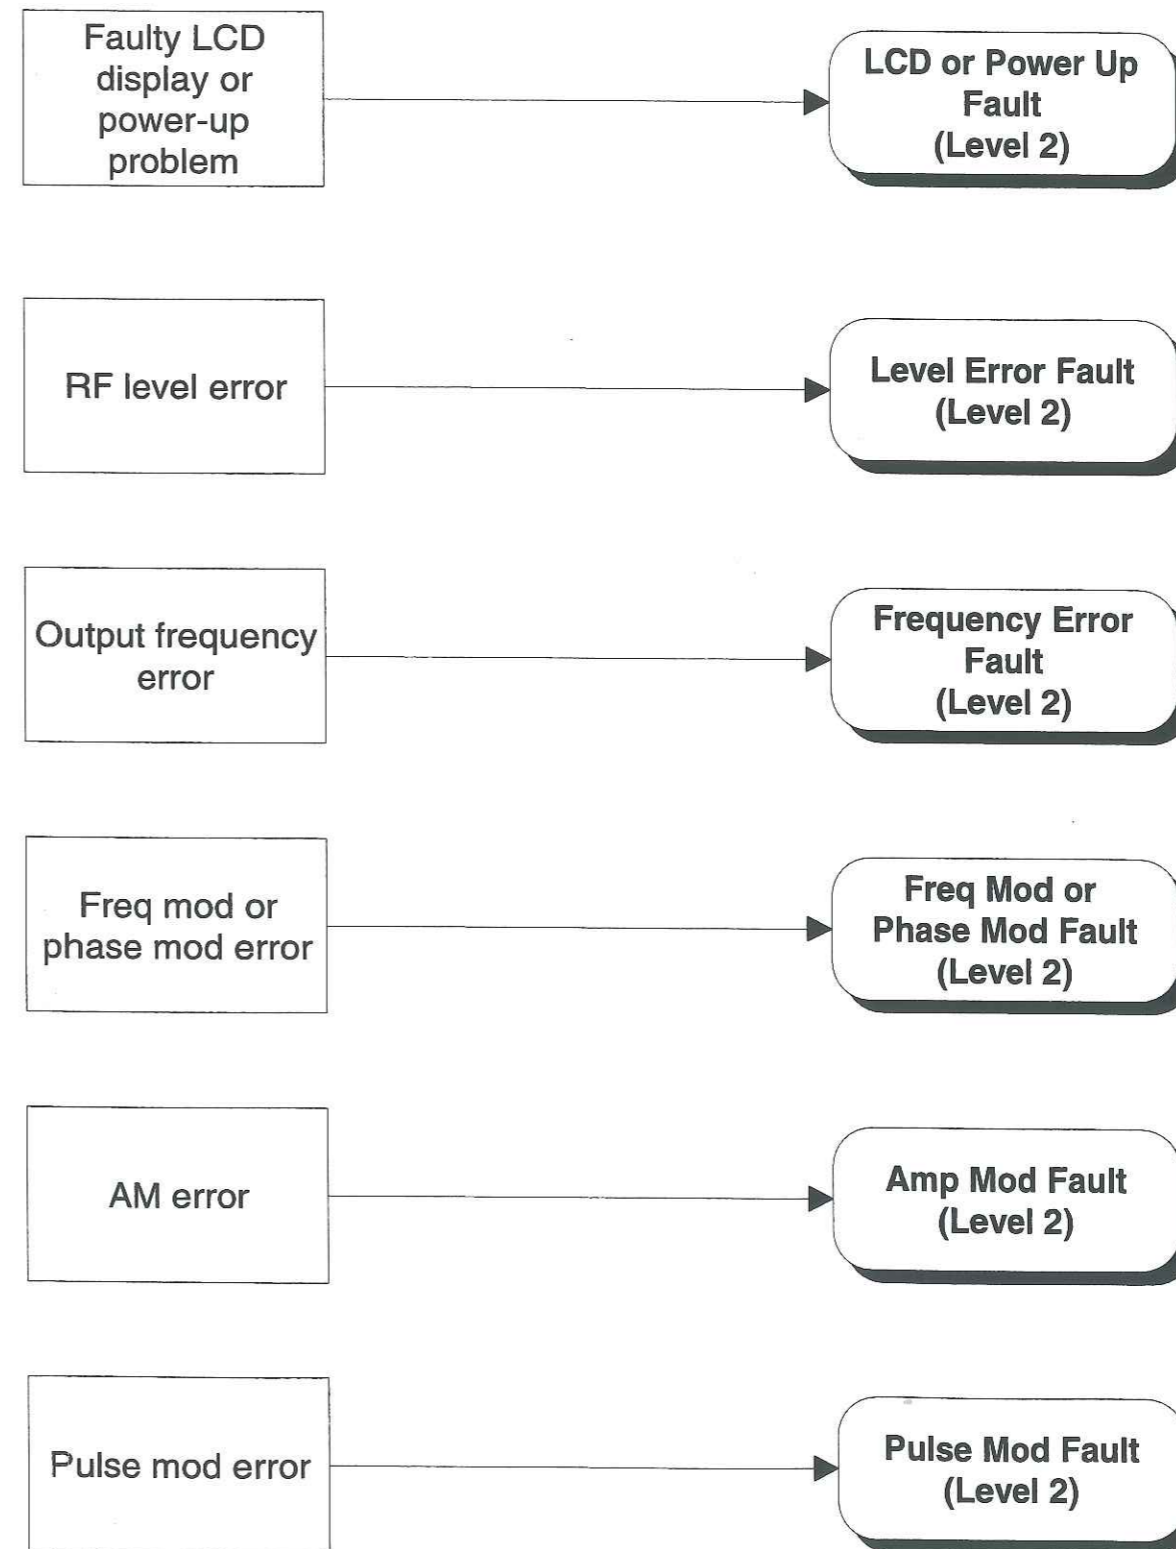 Faulty LCD
display or
power-up
problem
LCD or Power Up
Fault
(Level 2)
RF level error
Level Error Fault
(Level 2)
Output frequency
error
Frequency Error
Fault
(Level 2)
Freq mod or
phase mod error
Freq Mod or
Phase Mod Fault
(Level 2)
AM error
Amp Mod Fault
(Level 2)
Pulse mod error
Pulse Mod Fault
(Level 2)